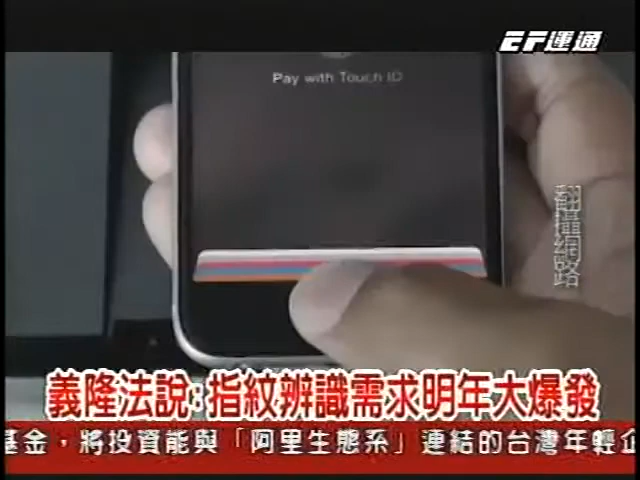 EF運通
Pay with Touch ID
翻攝網路
義隆法說:指紋辨識需求明年大爆發
基金，將投資能與「阿里生態系」連結的台灣年輕企